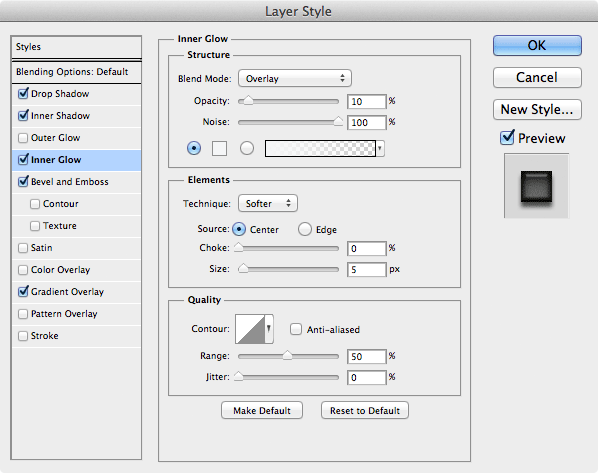 Layer Style
Styles
Blending Options: Default
Drop Shadow
Inner Shadow
Outer Glow
Inner Glow
Bevel and Emboss
Contour
Texture
Satin
Color Overlay
Gradient Overlay
Pattern Overlay
Stroke
Inner Glow
Structure
Blend Mode: Overlay
Opacity: 10 %
Noise: 100 %
Elements
Technique: Softer
Source: Center Edge
Choke: 0 %
Size: 5 px
Quality
Contour: Anti-aliased
Range: 50 %
Jitter: 0 %
Make Default Reset to Default
OK
Cancel
New Style...
Preview